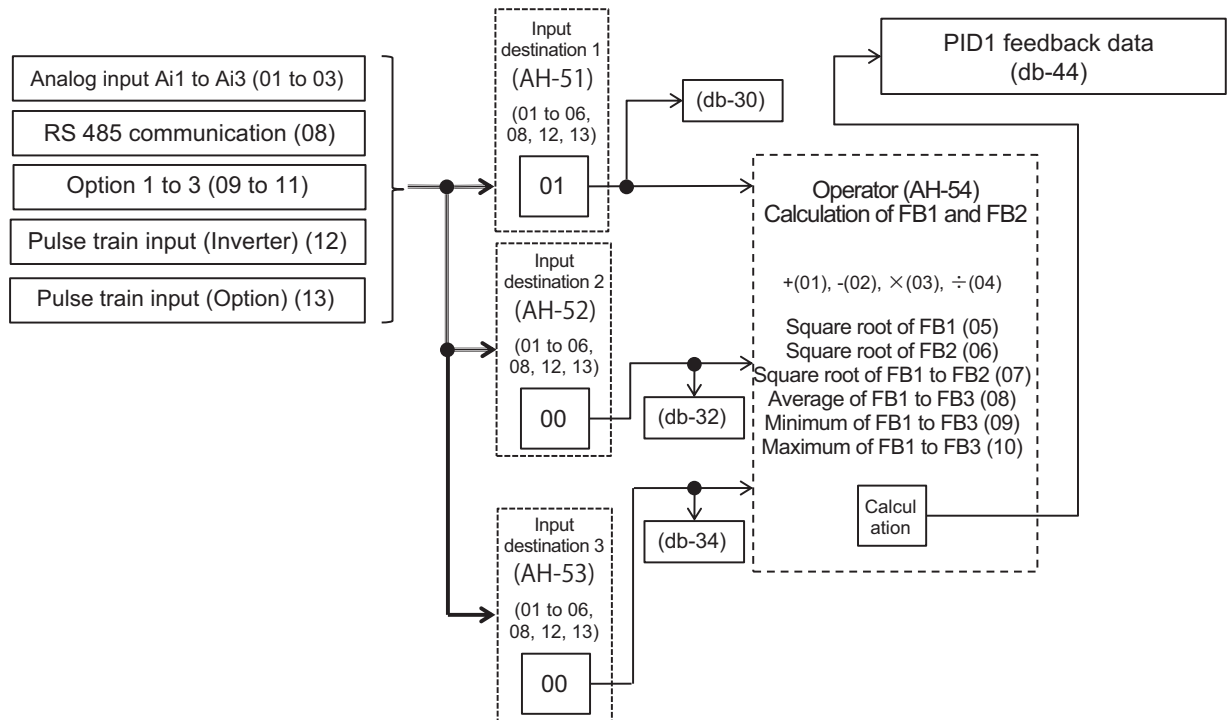 Analog input Ai1 to Ai3 (01 to 03)
RS 485 communication (08)
Option 1 to 3 (09 to 11)
Pulse train input (Inverter) (12)
Pulse train input (Option) (13)
Input
destination 1
(AH-51)
(01 to 06,
08, 12, 13)
01
(db-30)
Input
destination 2
(AH-52)
(01 to 06,
08, 12, 13)
00
(db-32)
Input
destination 3
(AH-53)
(01 to 06,
08, 12, 13)
00
(db-34)
Operator (AH-54)
Calculation of FB1 and FB2
+(01), -(02), ×(03), ÷(04)
Square root of FB1 (05)
Square root of FB2 (06)
Square root of FB1 to FB2 (07)
Average of FB1 to FB3 (08)
Minimum of FB1 to FB3 (09)
Maximum of FB1 to FB3 (10)
Calcul
ation
PID1 feedback data
(db-44)